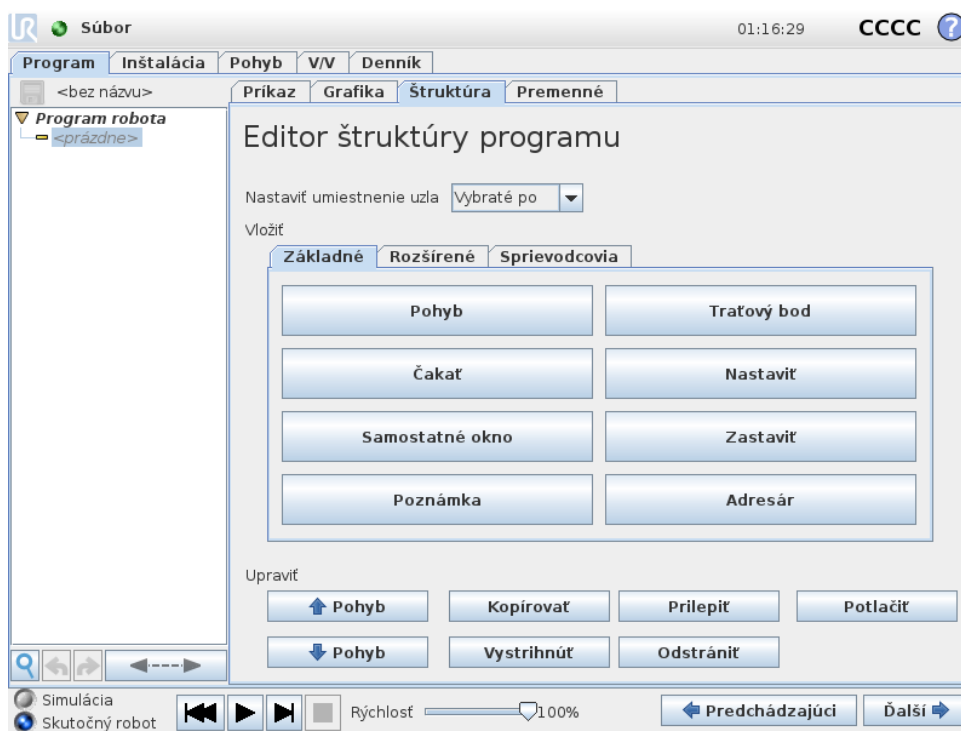 UR Súbor 01:16:29 CCCC ?
Program Inštalácia Pohyb V/V Denník
<bez názvu> Príkaz Grafika Štruktúra Premenné
Program robota
<prázdne>
Editor štruktúry programu
Nastaviť umiestnenie uzla Vybraté po
Vložiť
Základné Rozšírené Sprievodcovia
Pohyb Traťový bod
Čakať Nastaviť
Samostatné okno Zastaviť
Poznámka Adresár
Upraviť
Pohyb Kopírovať Prilepiť Potlačiť
Pohyb Vystrihnúť Odstrániť
Simulácia
Skutočný robot
Rýchlosť 100% Predchádzajúci Ďalší